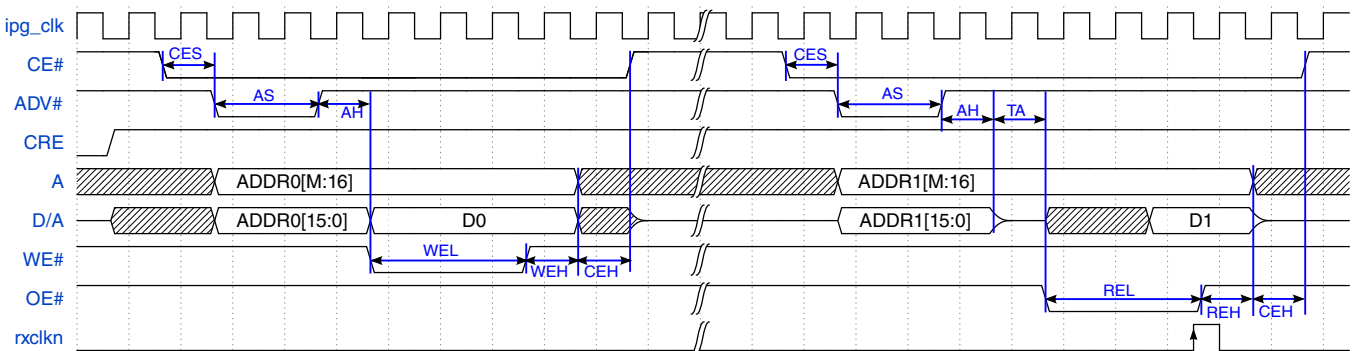 ipg_clk
CE# CES CES
ADV# AS AH AS AH TA
CRE
A ADDR0[M:16] ADDR1[M:16]
D/A ADDR0[15:0] D0 ADDR1[15:0] D1
WE# WEL WEH CEH
OE# REL REH CEH
rxclkn